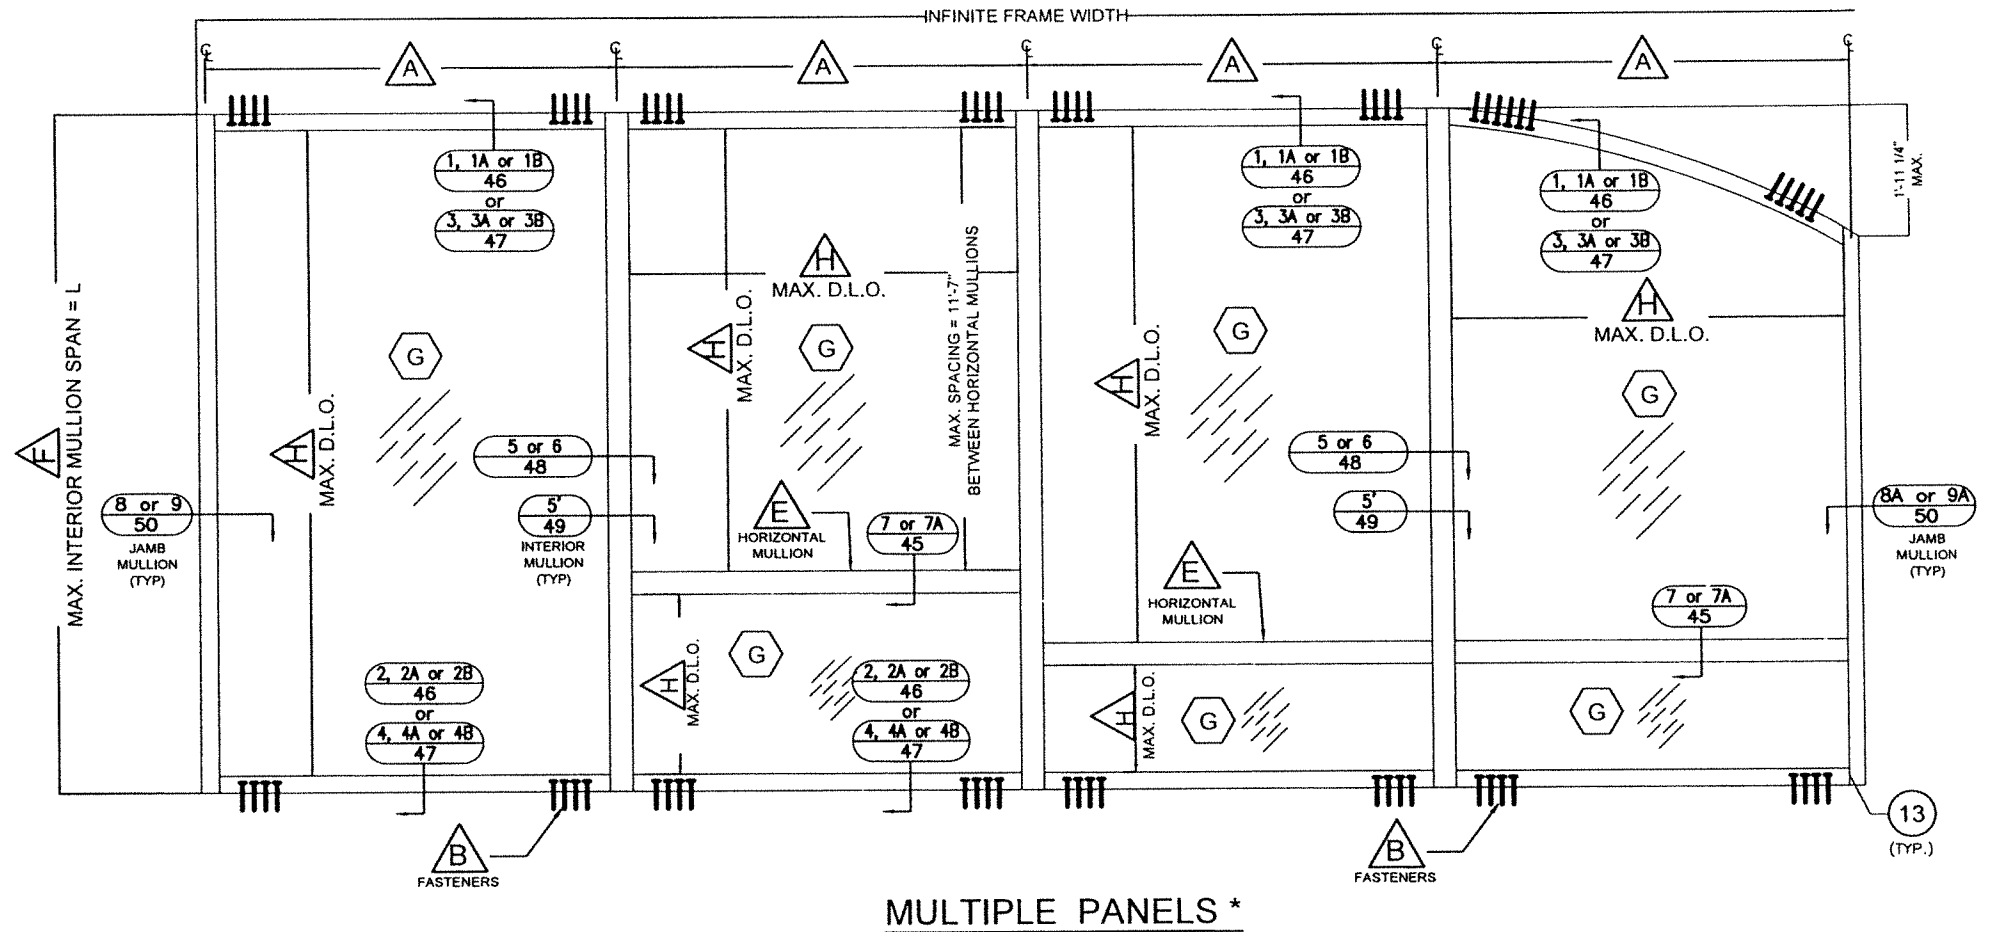 INFINITE FRAME WIDTH
℄
℄
℄
℄
℄
A
A
A
A
1, 1A or 1B
46
or
3, 3A or 3B
47
1, 1A or 1B
46
or
3, 3A or 3B
47
1, 1A or 1B
46
or
3, 3A or 3B
47
1'-11 1/4"
MAX.
F
MAX. INTERIOR MULLION SPAN = L
H
MAX. D.L.O.
G
H
MAX. D.L.O.
H
MAX. D.L.O.
G
MAX. SPACING = 11'-7"
BETWEEN HORIZONTAL MULLIONS
H
MAX. D.L.O.
G
H
MAX. D.L.O.
G
8 or 9
50
JAMB
MULLION
(TYP)
5 or 6
48
5'
49
INTERIOR
MULLION
(TYP)
E
HORIZONTAL
MULLION
7 or 7A
45
5 or 6
48
5'
49
E
HORIZONTAL
MULLION
8A or 9A
50
JAMB
MULLION
(TYP)
7 or 7A
45
2, 2A or 2B
46
or
4, 4A or 4B
47
H
MAX. D.L.O.
G
2, 2A or 2B
46
or
4, 4A or 4B
47
H
MAX. D.L.O.
G
G
B
FASTENERS
B
FASTENERS
13
(TYP.)
MULTIPLE PANELS *